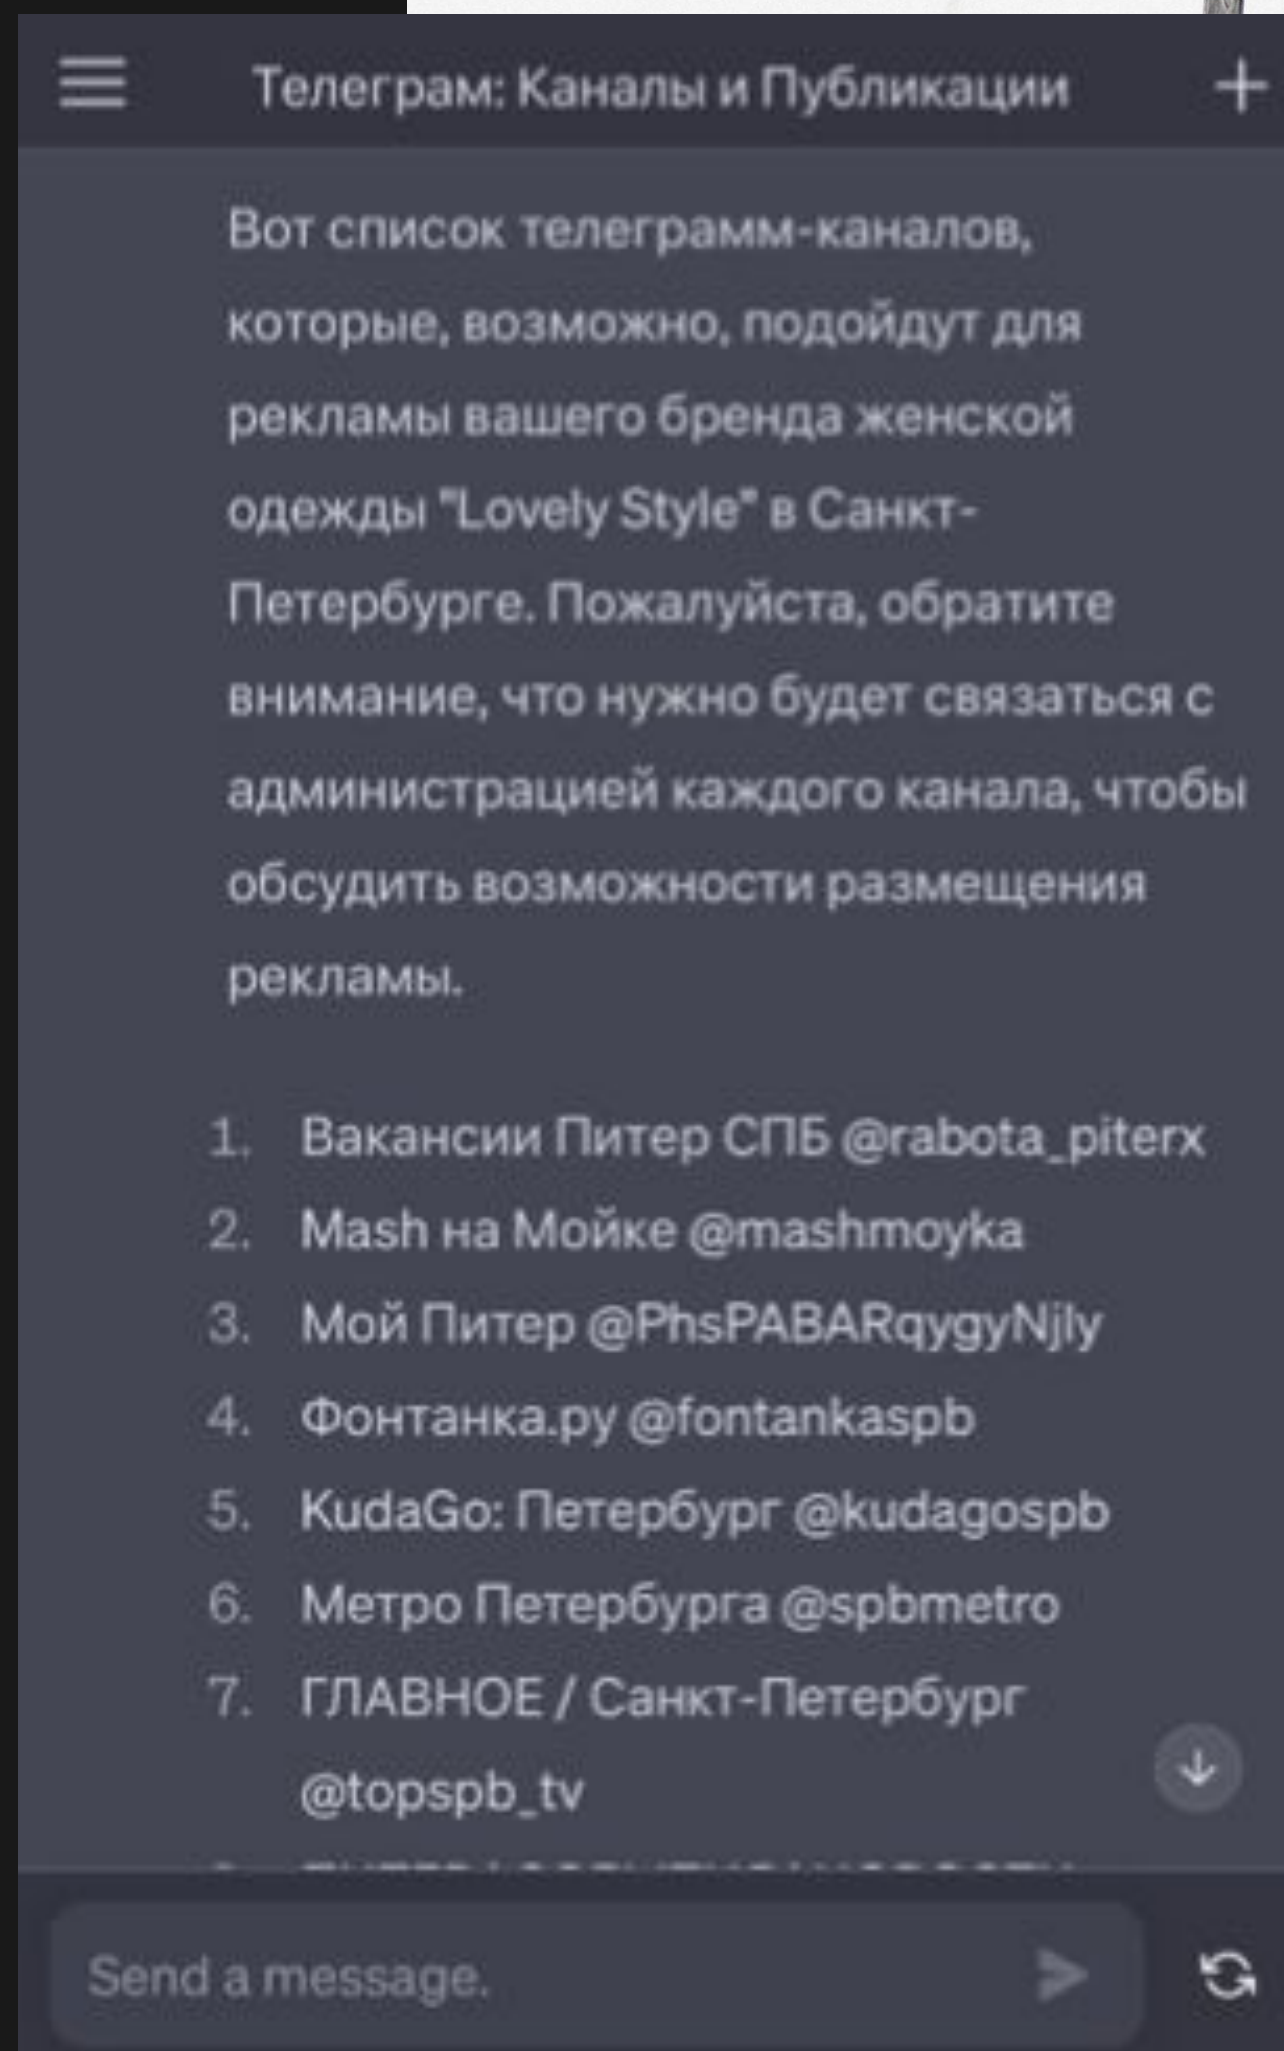 Телеграм: Каналы и Публикации
Вот список телеграмм-каналов,
которые, возможно, подойдут для
рекламы вашего бренда женской
одежды "Lovely Style" в Санкт-
Петербурге. Пожалуйста, обратите
внимание, что нужно будет связаться с
администрацией каждого канала, чтобы
обсудить возможности размещения
рекламы.
1. Вакансии Питер СПБ @rabota_piterx
2. Mash на Мойке @mashmoyka
3. Мой Питер @PhsPABARqygyNjly
4. Фонтанка.ру @fontankaspb
5. KudaGo: Петербург @kudagospb
6. Метро Петербурга @spbmetro
7. ГЛАВНОЕ / Санкт-Петербург
@topspb_tv
Send a message.